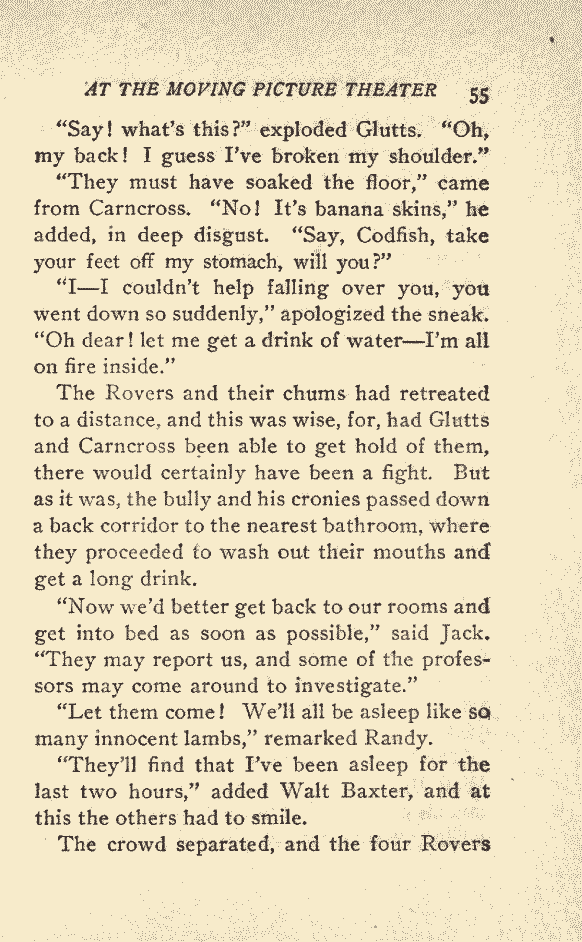 AT THE MOVING PICTURE THEATER 55
“Say! what’s this?” exploded Glutts. “Oh,
my back! I guess I’ve broken my shoulder.”
“They must have soaked the floor,” came
from Carncross. “No! It’s banana skins,” he
added, in deep disgust. “Say, Codfish, take
your feet off my stomach, will you?”
“I—I couldn’t help falling over you, you
went down so suddenly,” apologized the sneak.
“Oh dear! let me get a drink of water—I’m all
on fire inside.”
The Rovers and their chums had retreated
to a distance, and this was wise, for, had Glutts
and Carncross been able to get hold of them,
there would certainly have been a fight. But
as it was, the bully and his cronies passed down
a back corridor to the nearest bathroom, where
they proceeded to wash out their mouths and
get a long drink.
“Now we’d better get back to our rooms and
get into bed as soon as possible,” said Jack.
“They may report us, and some of the profes-
sors may come around to investigate.”
“Let them come! We’ll all be asleep like so
many innocent lambs,” remarked Randy.
“They’ll find that I’ve been asleep for the
last two hours,” added Walt Baxter, and at
this the others had to smile.
The crowd separated, and the four Rovers